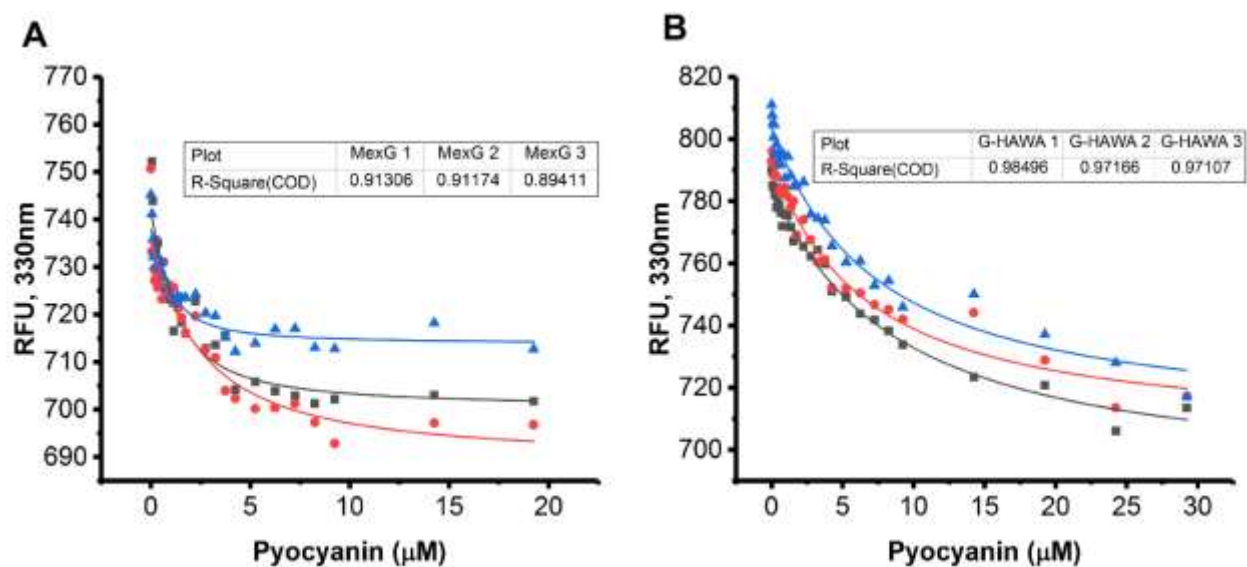 A
RFU, 330nm
770
760
750
740
730
720
710
700
690
Plot MexG 1 MexG 2 MexG 3
R-Square(COD) 0.91306 0.91174 0.89411
0 5 10 15 20
Pyocyanin (μM)
B
RFU, 330nm
820
800
780
760
740
720
700
Plot G-HAWA 1 G-HAWA 2 G-HAWA 3
R-Square(COD) 0.98496 0.97166 0.97107
0 5 10 15 20 25 30
Pyocyanin (μM)